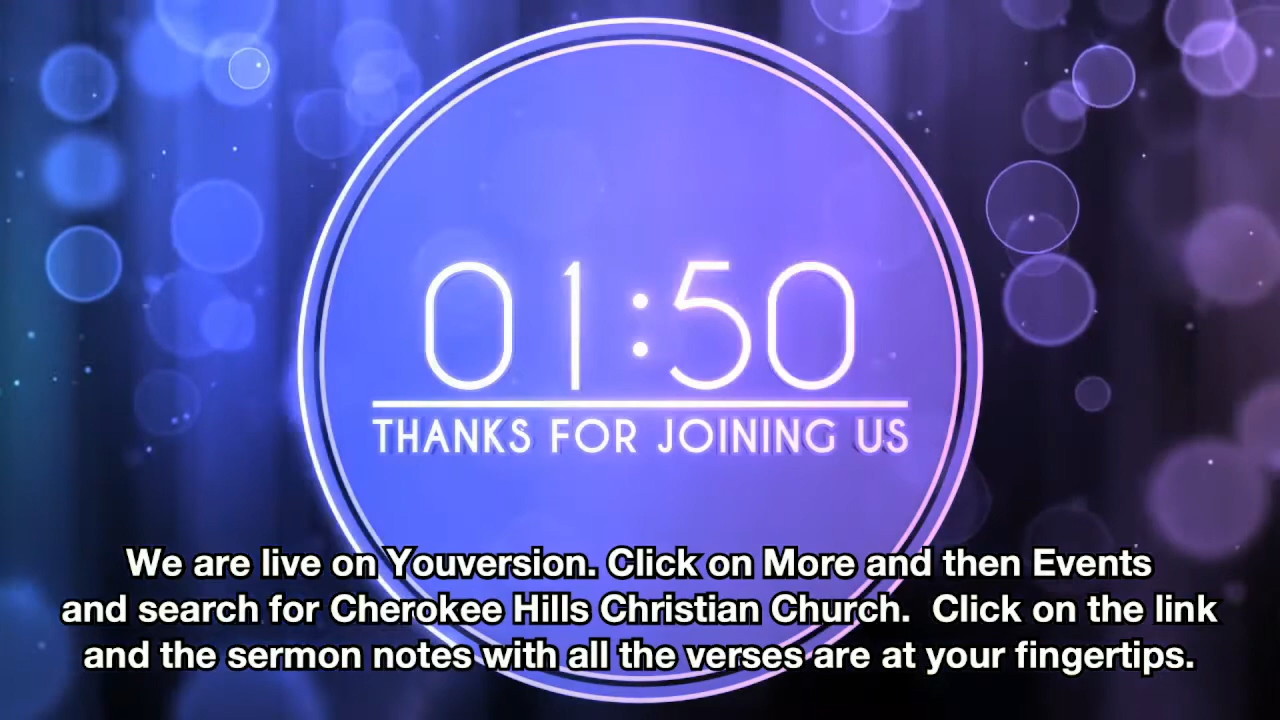 01:50
THANKS FOR JOINING US
We are live on Youversion. Click on More and then Events
and search for Cherokee Hills Christian Church.  Click on the link
and the sermon notes with all the verses are at your fingertips.